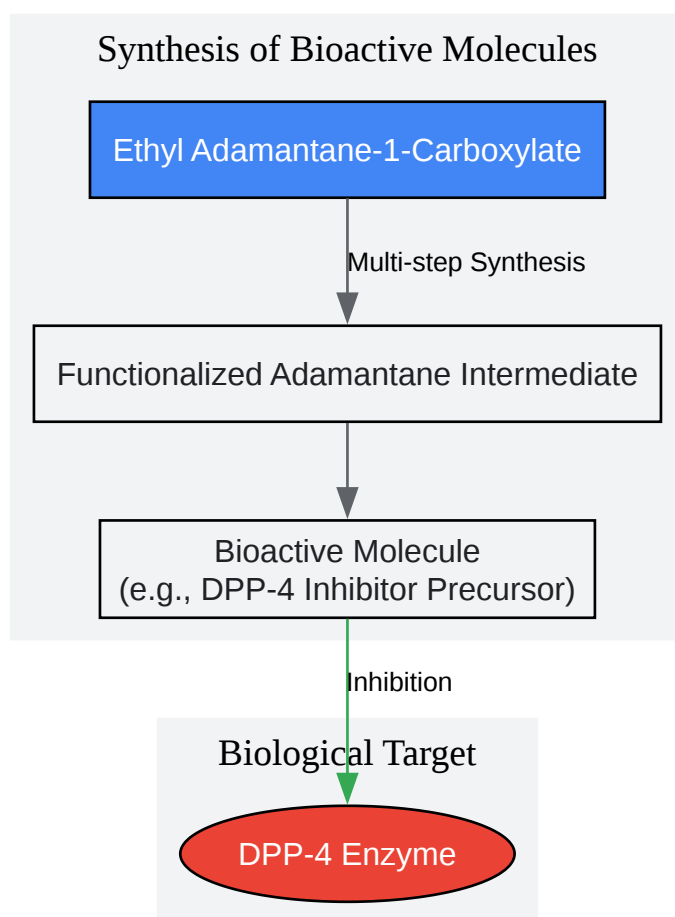 Synthesis of Bioactive Molecules
Ethyl Adamantane-1-Carboxylate
Multi-step Synthesis
Functionalized Adamantane Intermediate
Bioactive Molecule
(e.g., DPP-4 Inhibitor Precursor)
Inhibition
Biological Target
DPP-4 Enzyme